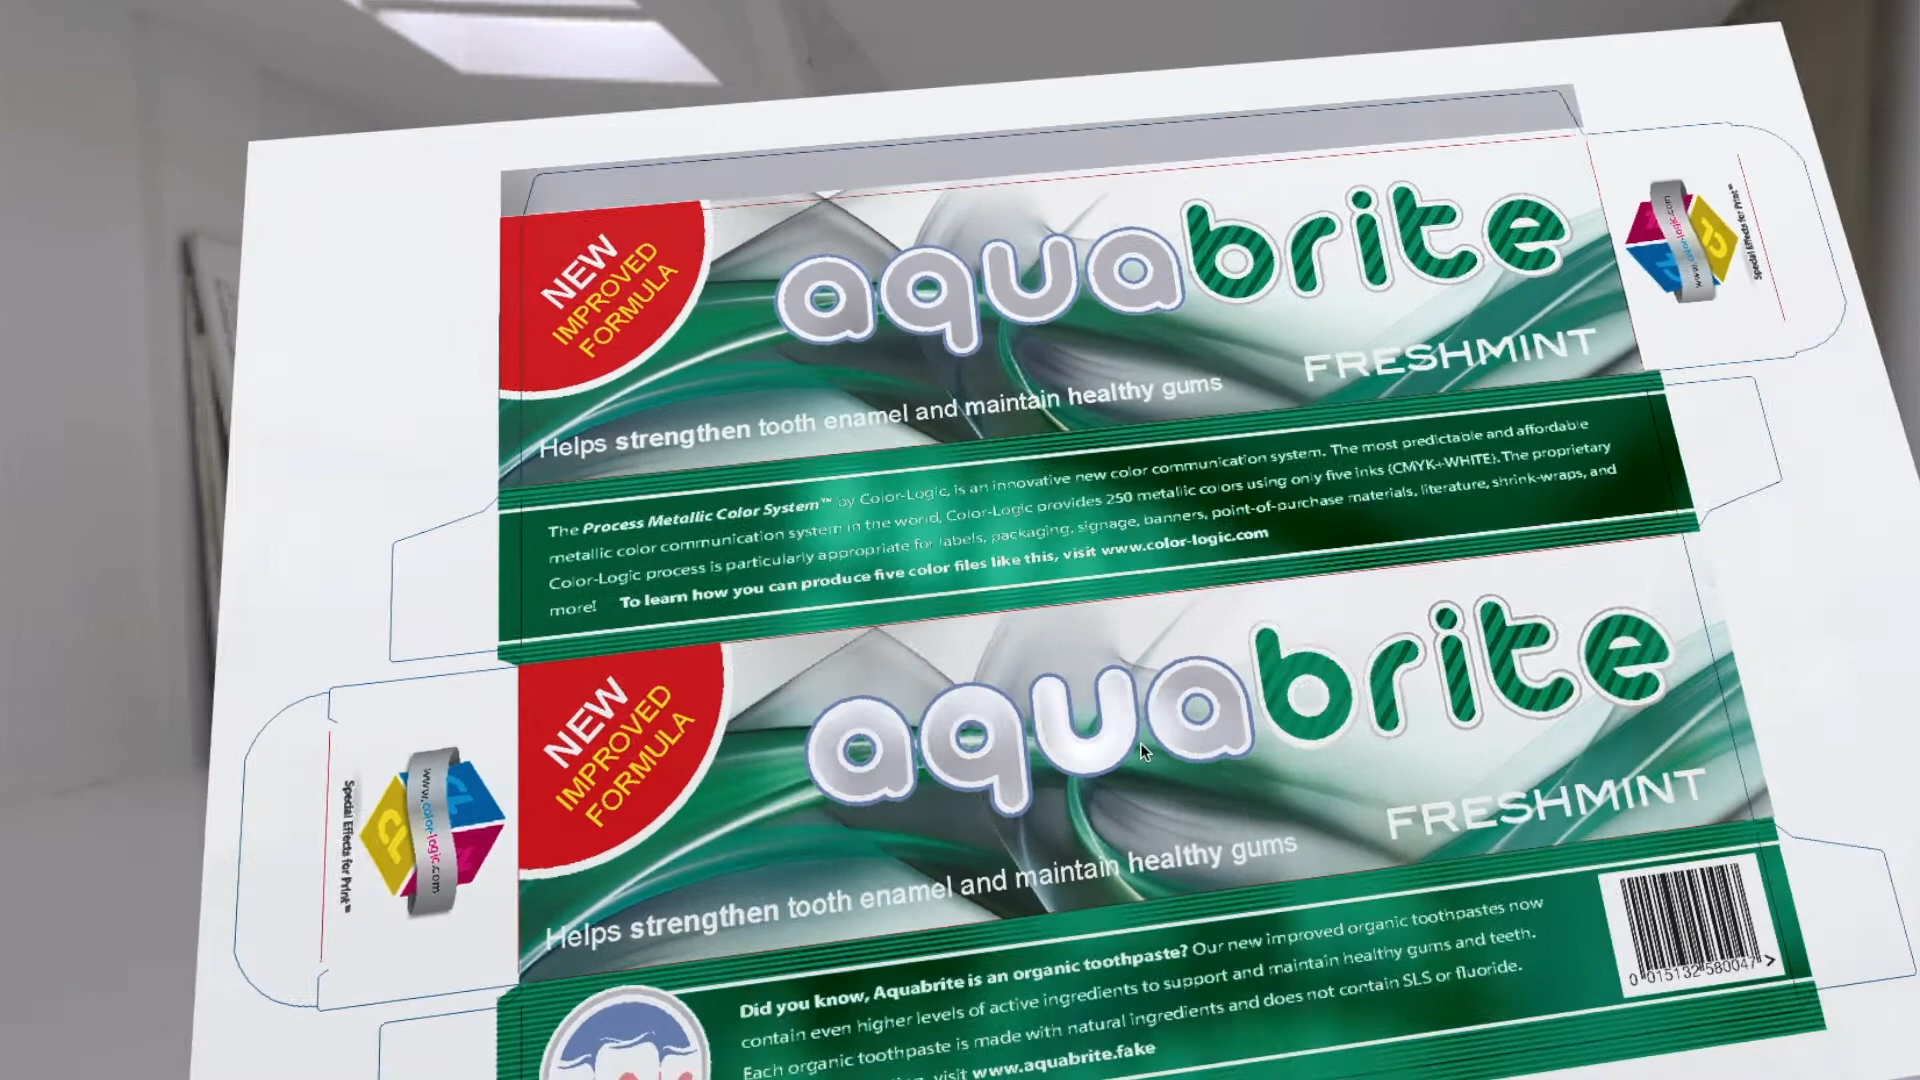 NEW
IMPROVED
FORMULA
aquabrite
FRESHMINT
Helps strengthen tooth enamel and maintain healthy gums
www.color-logic.com
Special Effects for Print™
The Process Metallic Color System™ by Color-Logic, is an innovative new color communication system. The most predictable and affordable
metallic color communication system in the world, Color-Logic provides 250 metallic colors using only five inks (CMYK+WHITE). The proprietary
Color-Logic process is particularly appropriate for labels, packaging, signage, banners, point-of-purchase materials, literature, shrink-wraps, and
more! To learn how you can produce five color files like this, visit www.color-logic.com
NEW
IMPROVED
FORMULA
aquabrite
FRESHMINT
Helps strengthen tooth enamel and maintain healthy gums
CL
www.color-logic.com
Special Effects for Print™
Did you know, Aquabrite is an organic toothpaste? Our new improved organic toothpastes now
contain even higher levels of active ingredients to support and maintain healthy gums and teeth.
Each organic toothpaste is made with natural ingredients and does not contain SLS or fluoride.
visit www.aquabrite.fake
0 015132 580047 >